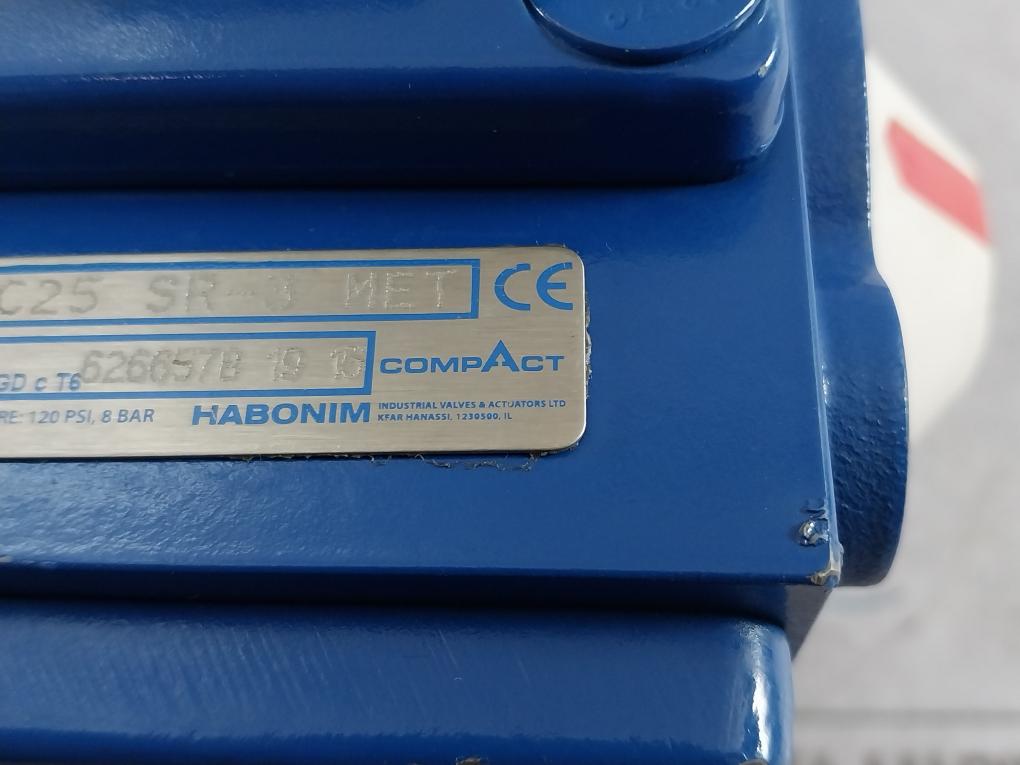 C25 SR-3 MET CE
GD c T6 6266578 19 15 COMPACT
RE: 120 PSI, 8 BAR HABONIM INDUSTRIAL VALVES & ACTUATORS LTD
KFAR HANASSI, 1230500, IL